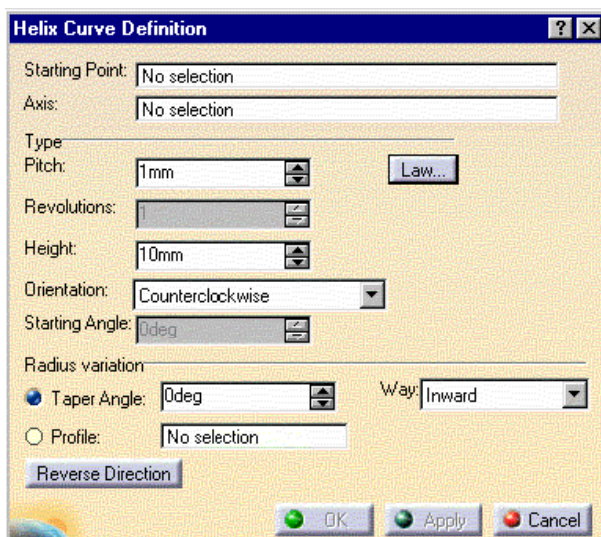 Helix Curve Definition
Starting Point: No selection
Axis: No selection
Type
Pitch: 1mm Law...
Revolutions: 1
Height: 10mm
Orientation: Counterclockwise
Starting Angle: 0deg
Radius variation
Taper Angle: 0deg Way: Inward
Profile: No selection
Reverse Direction
OK Apply Cancel